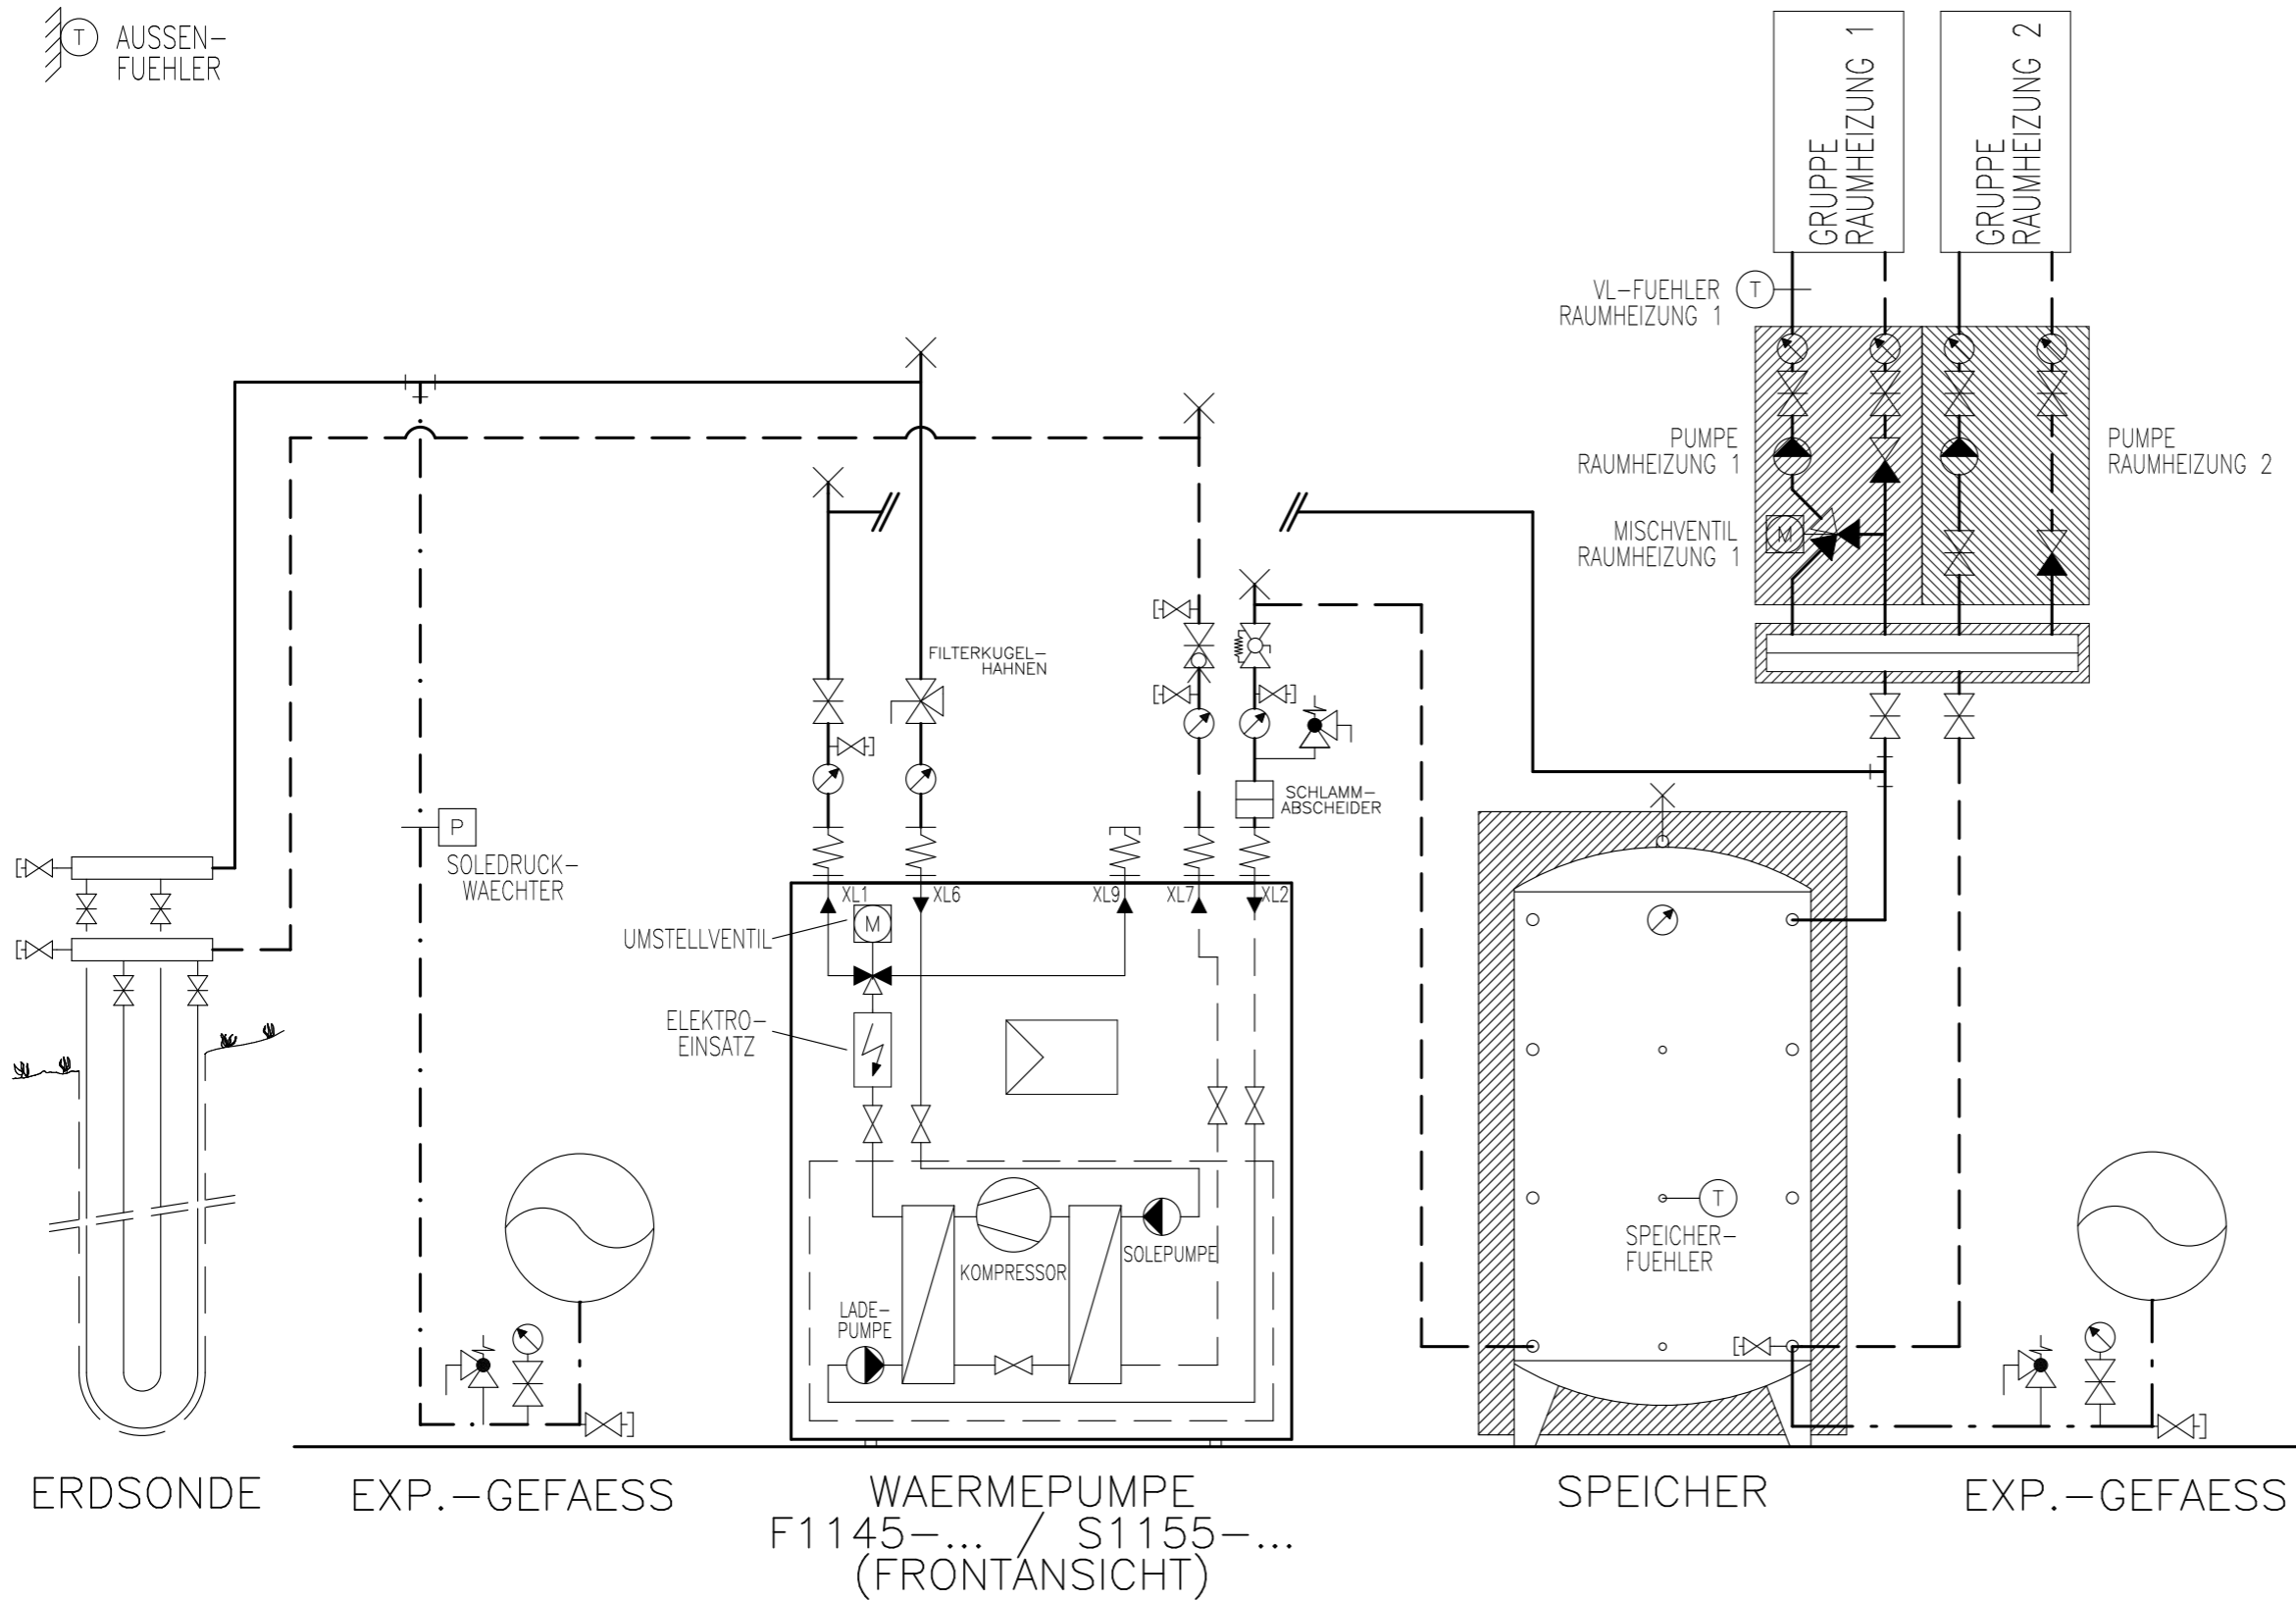 T
AUSSEN-
FUEHLER
GRUPPE
RAUMHEIZUNG 1
GRUPPE
RAUMHEIZUNG 2
VL-FUEHLER
RAUMHEIZUNG 1
T
PUMPE
RAUMHEIZUNG 1
PUMPE
RAUMHEIZUNG 2
MISCHVENTIL
RAUMHEIZUNG 1
M
FILTERKUGEL-
HAHNEN
SCHLAMM-
ABSCHEIDER
P
SOLEDRUCK-
WAECHTER
XL1
XL6
XL9
XL7
XL2
M
UMSTELLVENTIL
ELEKTRO-
EINSATZ
KOMPRESSOR
SOLEPUMPE
LADE-
PUMPE
T
SPEICHER-
FUEHLER
ERDSONDE
EXP.-GEFAESS
WAERMEPUMPE
F1145-... / S1155-...
(FRONTANSICHT)
SPEICHER
EXP.-GEFAESS